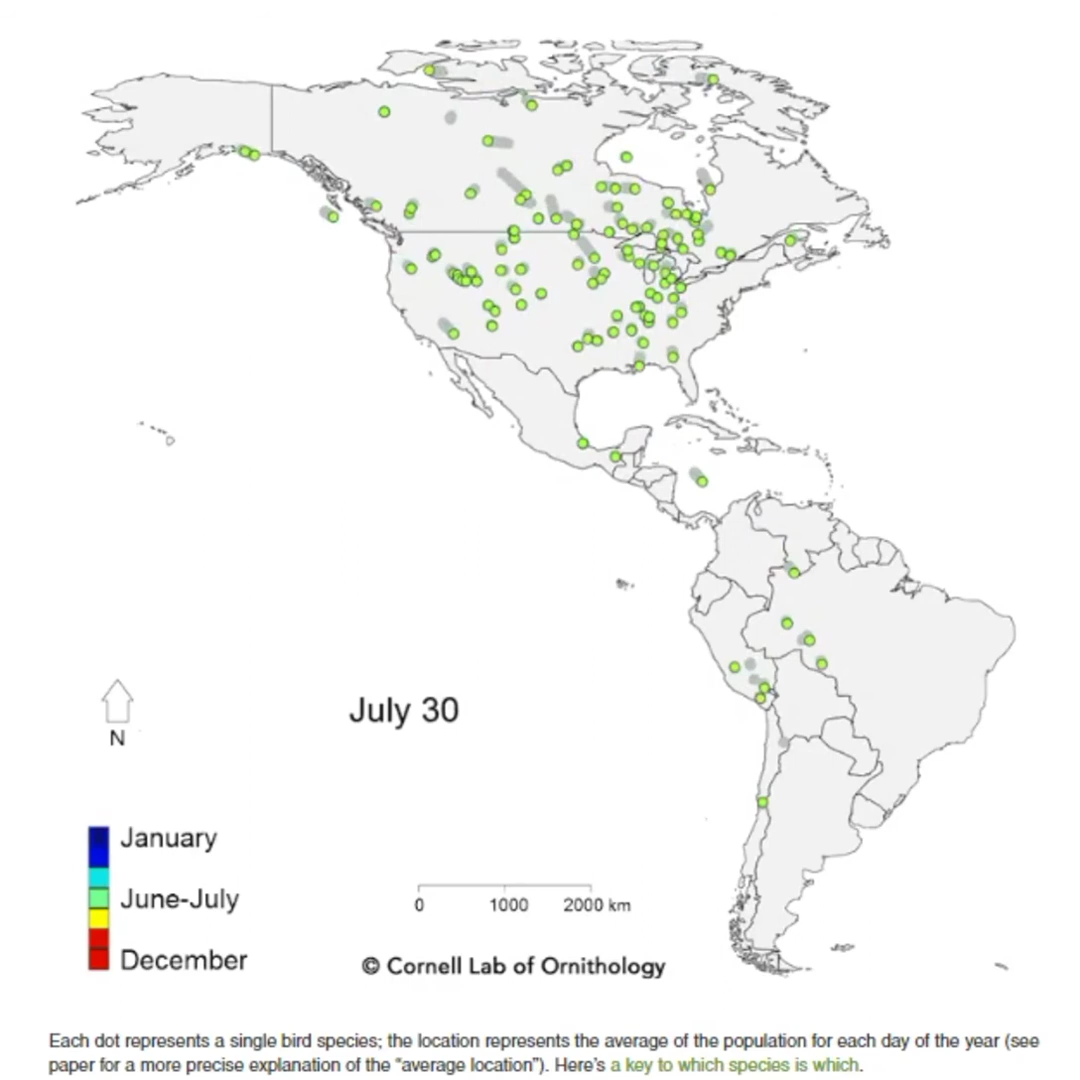 July 30
N
January
June-July
December
0 1000 2000 km
© Cornell Lab of Ornithology
Each dot represents a single bird species; the location represents the average of the population for each day of the year (see
paper for a more precise explanation of the “average location”). Here’s a key to which species is which.